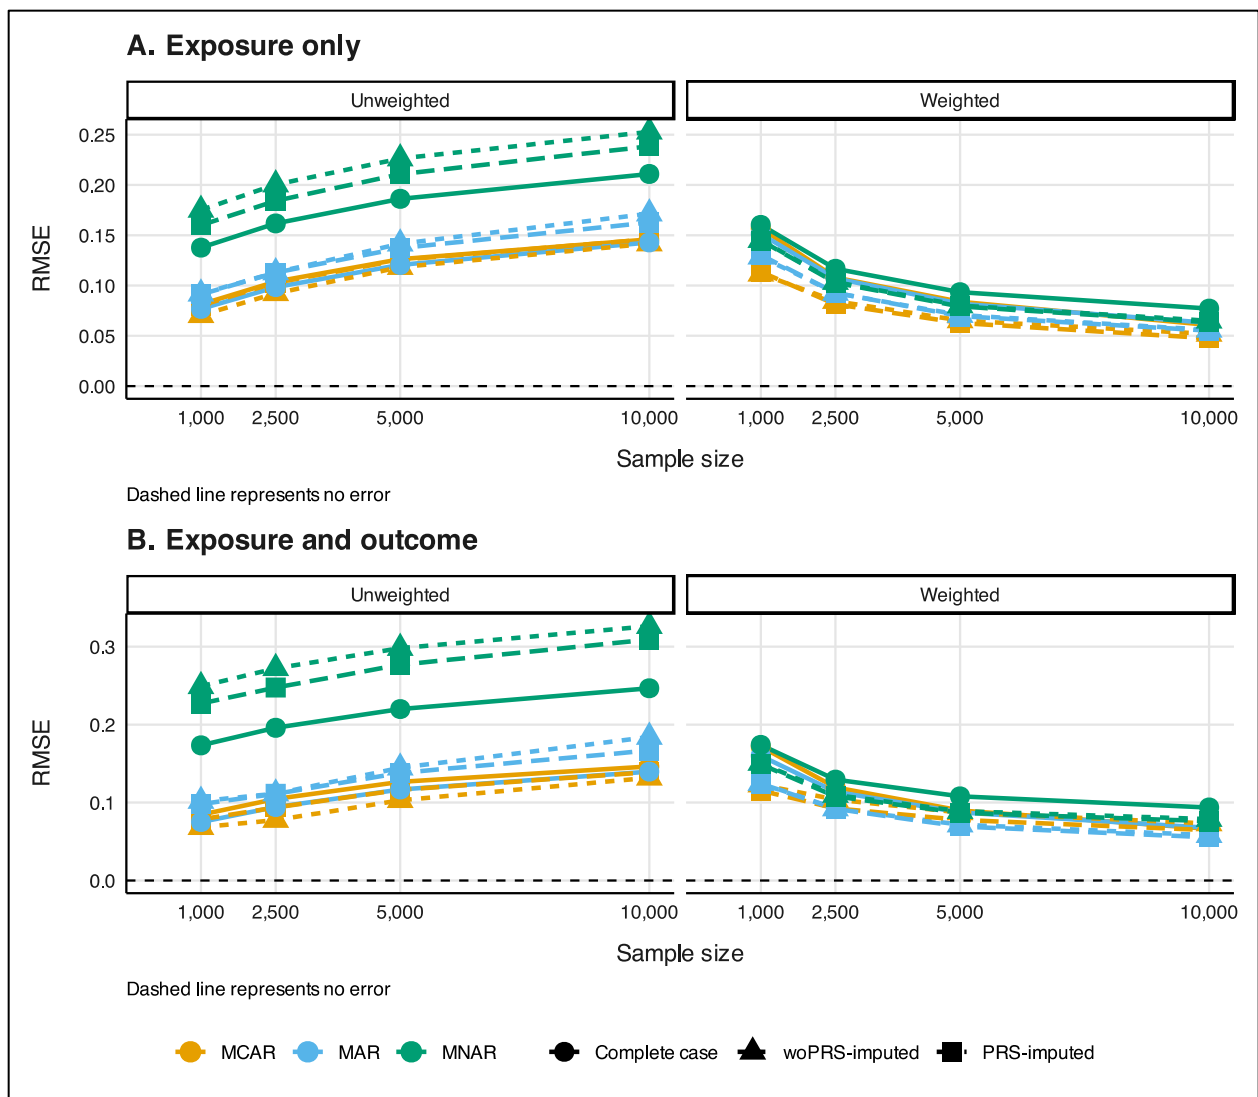 A. Exposure only
Unweighted
Weighted
RMSE
0.25
0.20
0.15
0.10
0.05
0.00
1,000 2,500 5,000 10,000
1,000 2,500 5,000 10,000
Sample size
Dashed line represents no error
B. Exposure and outcome
Unweighted
Weighted
RMSE
0.3
0.2
0.1
0.0
1,000 2,500 5,000 10,000
1,000 2,500 5,000 10,000
Sample size
Dashed line represents no error
MCAR MAR MNAR Complete case woPRS-imputed PRS-imputed